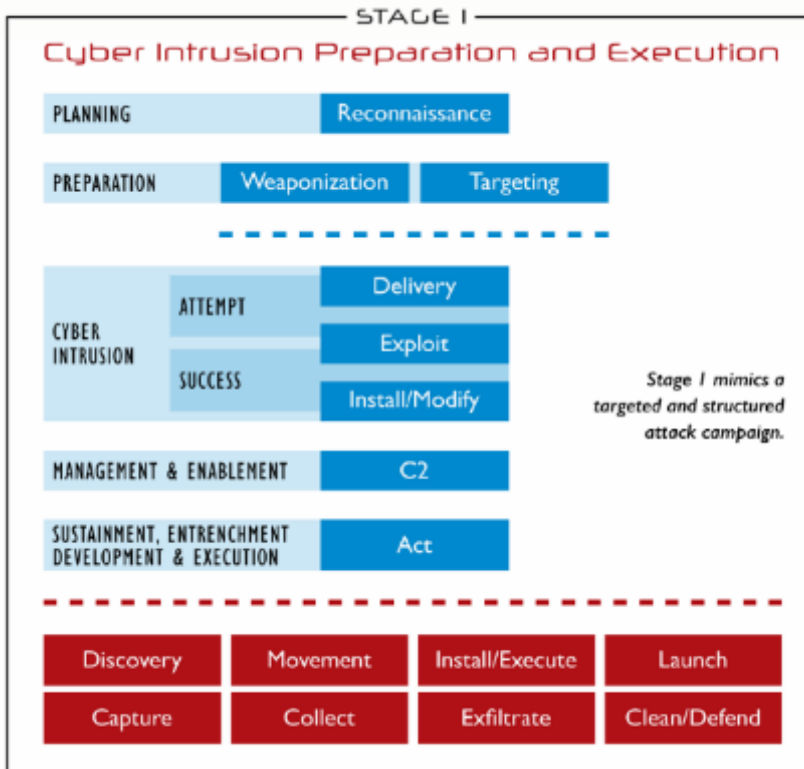 STAGE 1
Cyber Intrusion Preparation and Execution
PLANNING
Reconnaissance
PREPARATION
Weaponization
Targeting
CYBER
INTRUSION
ATTEMPT
SUCCESS
Delivery
Exploit
Install/Modify
Stage 1 mimics a
targeted and structured
attack campaign.
MANAGEMENT & ENABLEMENT
C2
SUSTAINMENT, ENTRENCHMENT
DEVELOPMENT & EXECUTION
Act
Discovery
Movement
Install/Execute
Launch
Capture
Collect
Exfiltrate
Clean/Defend